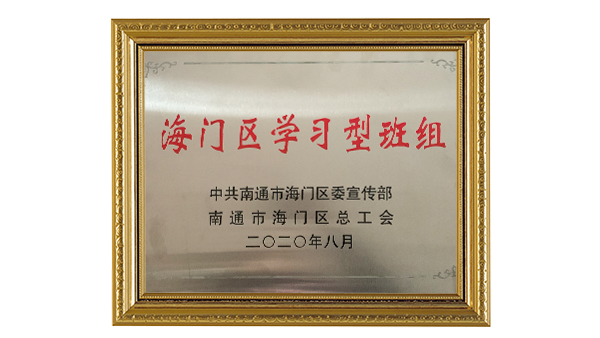 海门区学习型班组
中共南通市海门区委宣传部
南通市海门区总工会
二〇二〇年八月